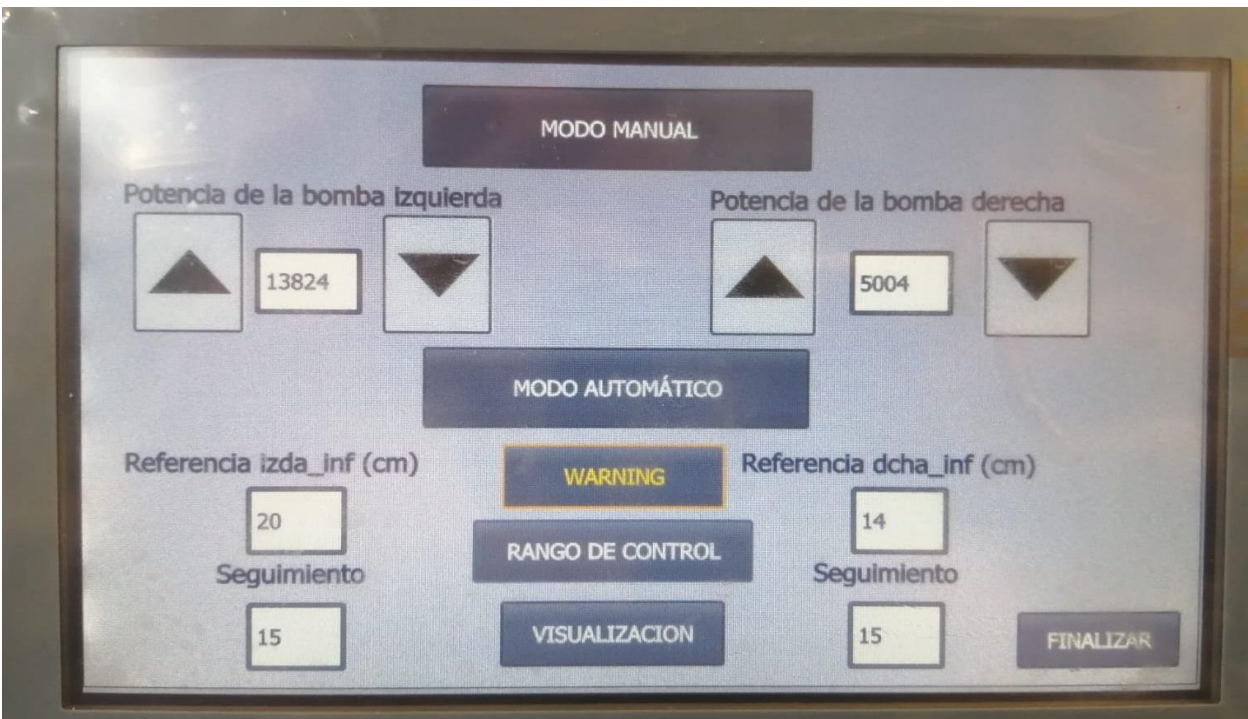 MODO MANUAL
Potencia de la bomba izquierda
Potencia de la bomba derecha
13824
5004
MODO AUTOMÁTICO
Referencia izda_inf (cm)
WARNING
Referencia dcha_inf (cm)
20
14
RANGO DE CONTROL
Seguimiento
Seguimiento
15
VISUALIZACION
15
FINALIZAR